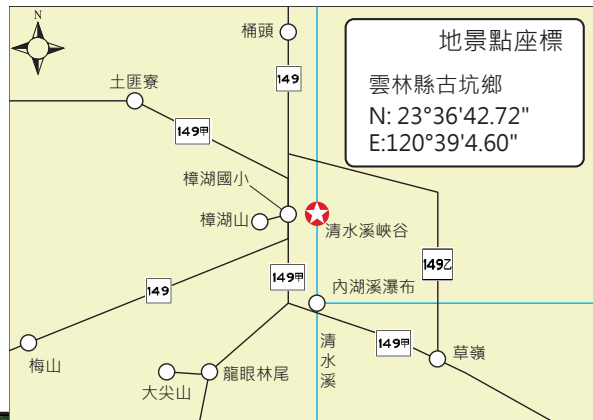 N
桶頭
地景點座標
雲林縣古坑鄉
N: 23°36'42.72"
E:120°39'4.60"
149
土匪寮
149甲
樟湖國小
樟湖山
清水溪峽谷
149乙
149甲
149
內湖溪瀑布
清水溪
149甲
梅山
草嶺
龍眼林尾
大尖山